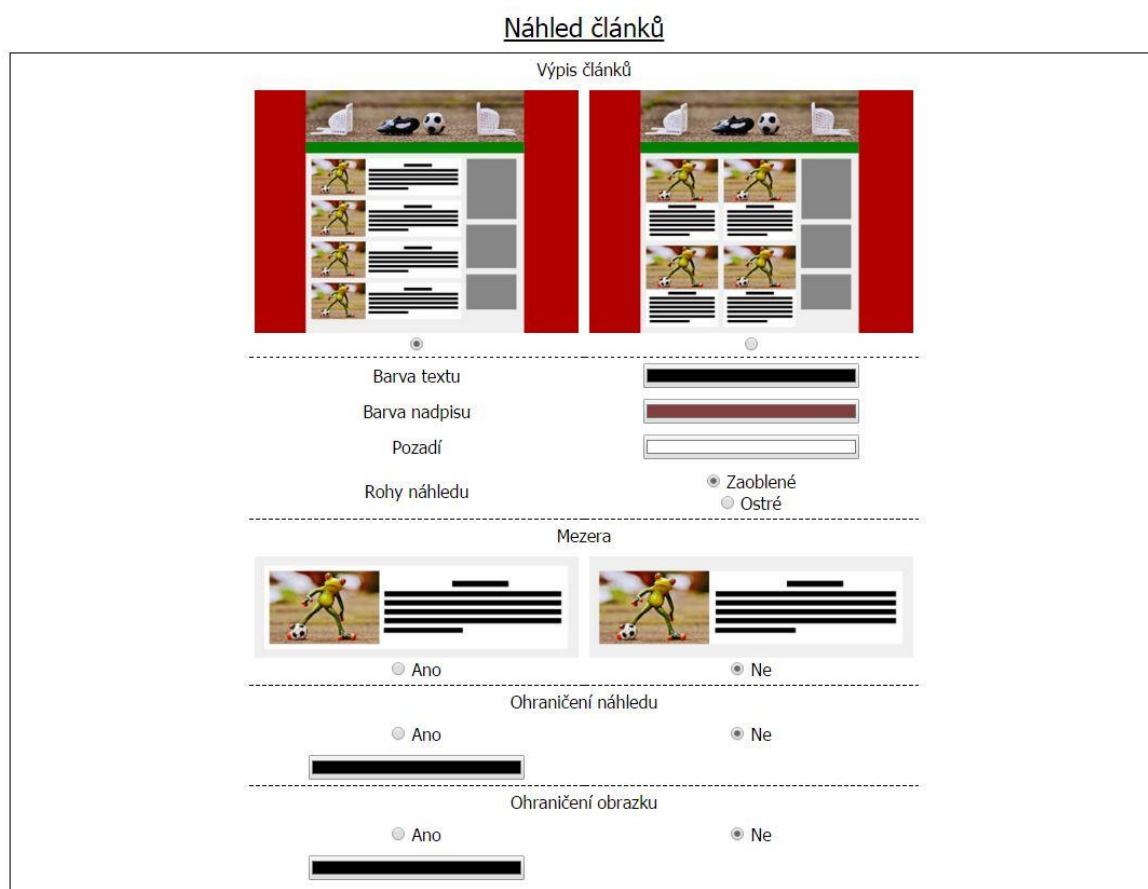 Náhled článků
Výpis článků
Barva textu
Barva nadpisu
Pozadí
Rohy náhledu
Zaoblené
Ostré
Mezera
Ano
Ne
Ohraničení náhledu
Ano
Ne
Ohraničení obrazku
Ano
Ne